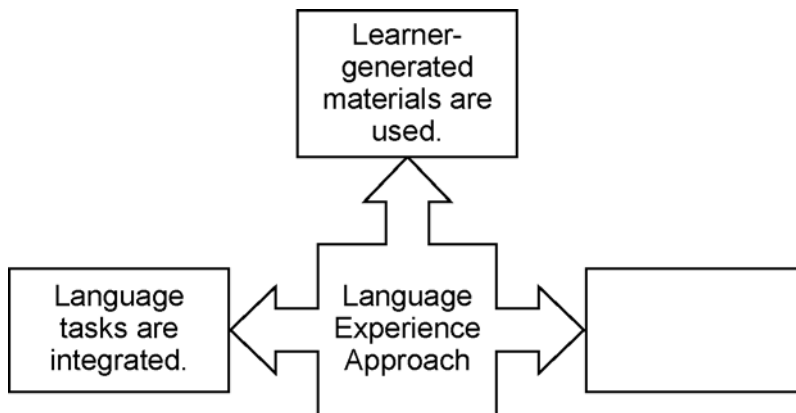 Learner-
generated
materials are
used.
Language
tasks are
integrated.
Language
Experience
Approach